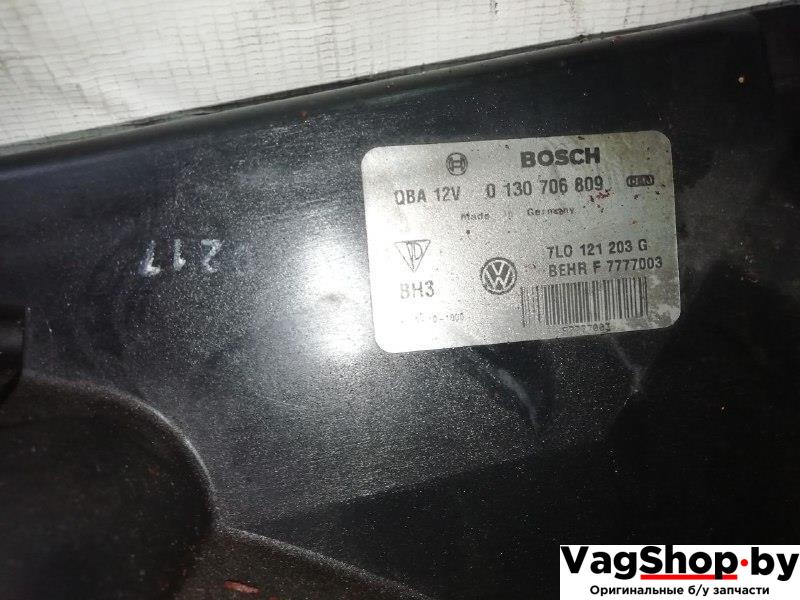 BOSCH
QBA 12V 0 130 706 809
Made in Germany
7L0 121 203 G
BEHR F 7777003
BH3
F7777003
217
VagShop.by
Оригинальные б/у запчасти